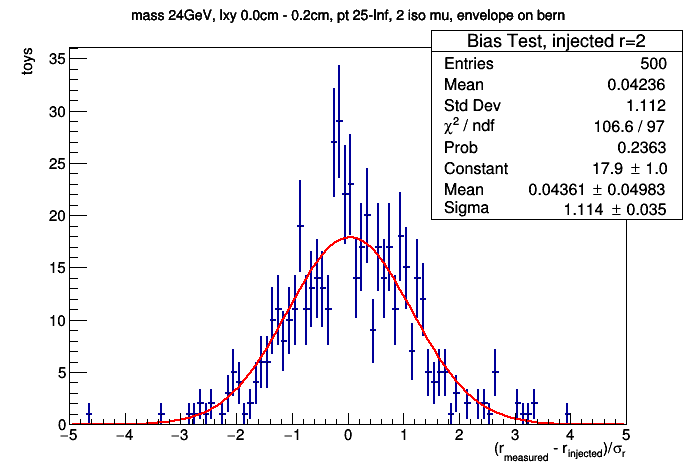 mass 24GeV, lxy 0.0cm - 0.2cm, pt 25-Inf, 2 iso mu, envelope on bern
toys
Bias Test, injected r=2
Entries 500
Mean 0.04236
Std Dev 1.112
χ² / ndf 106.6 / 97
Prob 0.2363
Constant 17.9 ± 1.0
Mean 0.04361 ± 0.04983
Sigma 1.114 ± 0.035
35
30
25
20
15
10
5
0
−5 −4 −3 −2 −1 0 1 2 3 4 5
(r_measured - r_injected)/σ_r